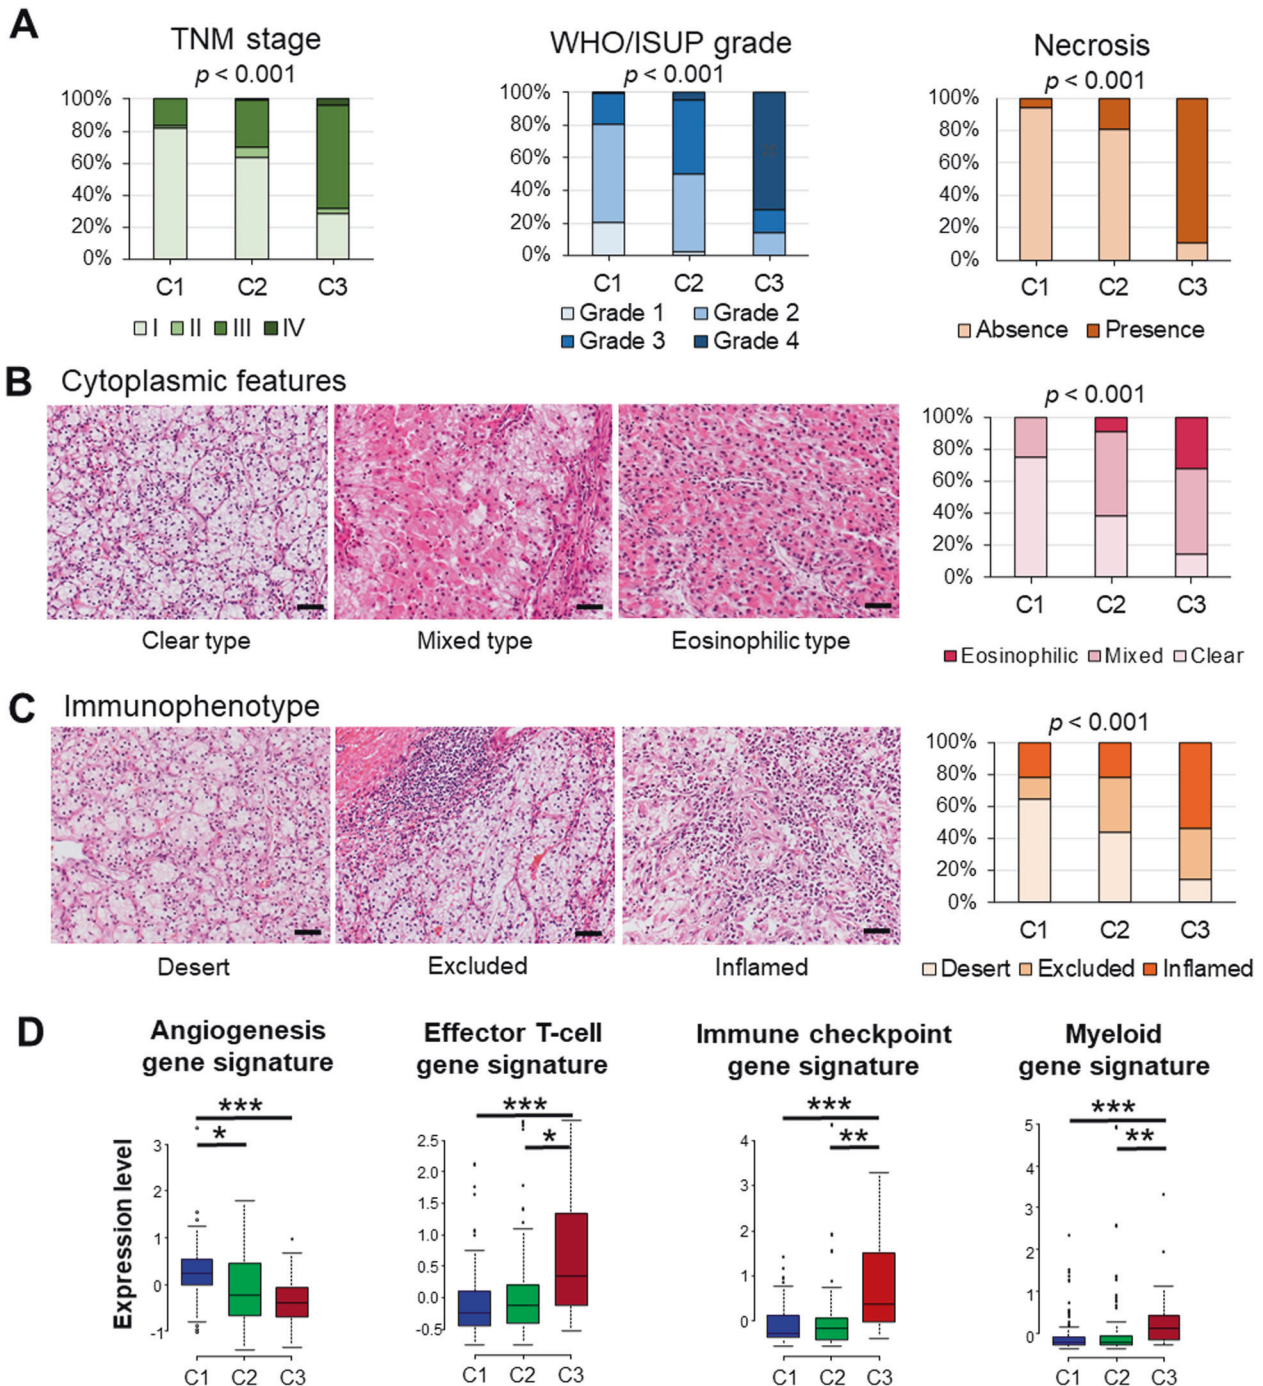 A
TNM stage
p < 0.001
100%
80%
60%
40%
20%
0%
C1 C2 C3
I II III IV
WHO/ISUP grade
p < 0.001
100%
80%
60%
40%
20%
0%
C1 C2 C3
Grade 1 Grade 2
Grade 3 Grade 4
Necrosis
p < 0.001
100%
80%
60%
40%
20%
0%
C1 C2 C3
Absence Presence
B Cytoplasmic features
Clear type Mixed type Eosinophilic type
p < 0.001
100%
80%
60%
40%
20%
0%
C1 C2 C3
Eosinophilic Mixed Clear
C Immunophenotype
Desert Excluded Inflamed
p < 0.001
100%
80%
60%
40%
20%
0%
C1 C2 C3
Desert Excluded Inflamed
D
Angiogenesis
gene signature
***
*
Expression level
3
2
1
0
-1
C1 C2 C3
Effector T-cell
gene signature
***
*
2.5
2.0
1.5
1.0
0.5
0.0
-0.5
C1 C2 C3
Immune checkpoint
gene signature
***
**
4
3
2
1
0
C1 C2 C3
Myeloid
gene signature
***
**
5
4
3
2
1
0
C1 C2 C3